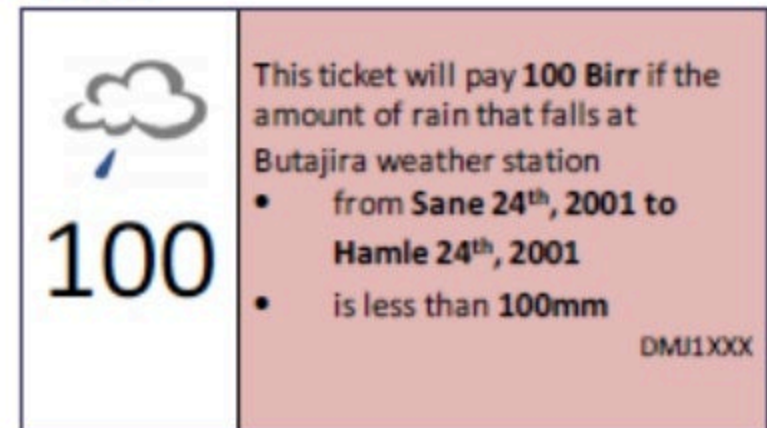 100
This ticket will pay 100 Birr if the
amount of rain that falls at
Butajira weather station
• from Sane 24th, 2001 to
Hamle 24th, 2001
• is less than 100mm
DMJ1XXX